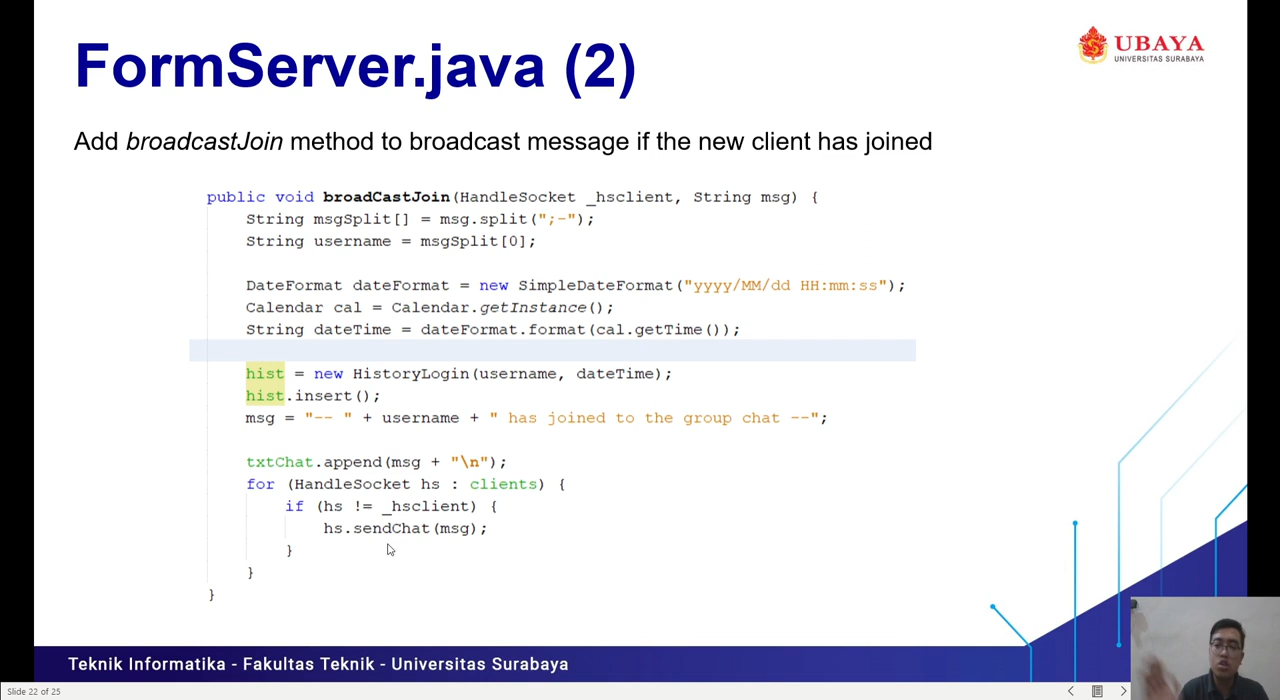 FormServer.java (2)
UBAYA
UNIVERSITAS SURABAYA
Add broadcastJoin method to broadcast message if the new client has joined
public void broadCastJoin(HandleSocket _hsclient, String msg) {
String msgSplit[] = msg.split(";-");
String username = msgSplit[0];
DateFormat dateFormat = new SimpleDateFormat("yyyy/MM/dd HH:mm:ss");
Calendar cal = Calendar.getInstance();
String dateTime = dateFormat.format(cal.getTime());
hist = new HistoryLogin(username, dateTime);
hist.insert();
msg = "-- " + username + " has joined to the group chat --";
txtChat.append(msg + "\n");
for (HandleSocket hs : clients) {
if (hs != _hsclient) {
hs.sendChat(msg);
}
}
}
Teknik Informatika - Fakultas Teknik - Universitas Surabaya
Slide 22 of 25